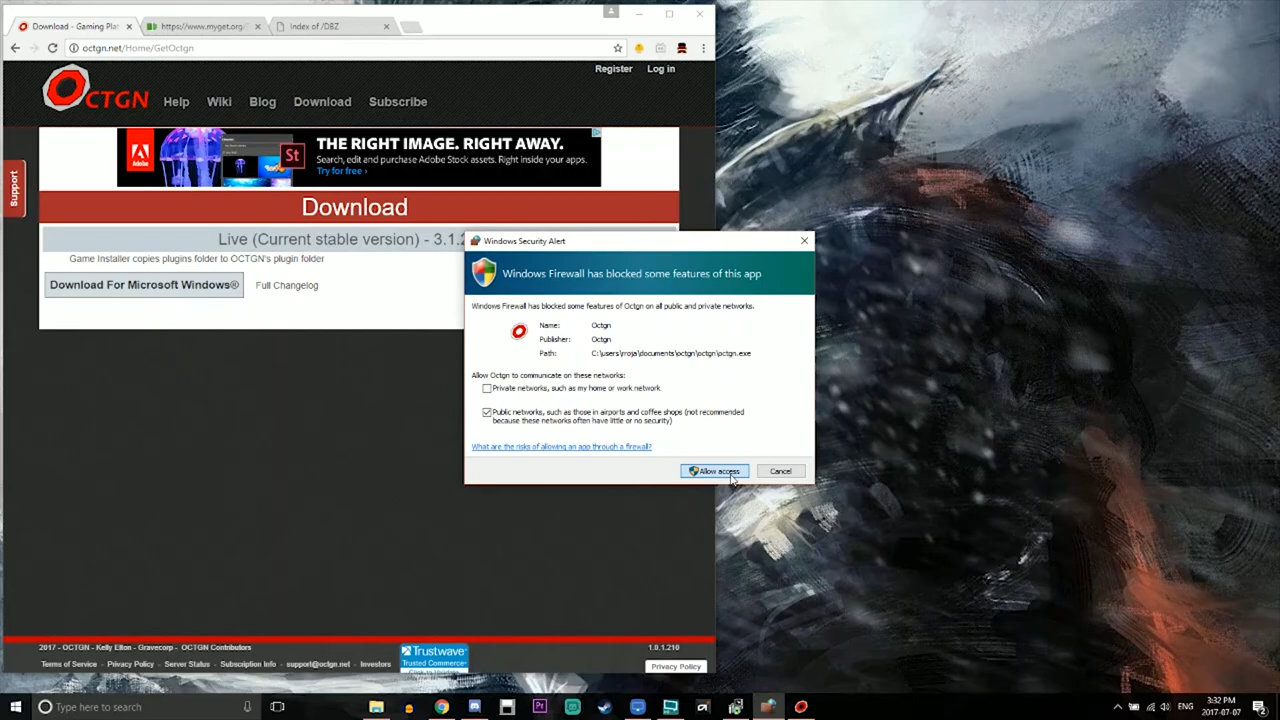 Download - Gaming Plat
https://www.myget.org/
Index of /DBZ
octgn.net/Home/GetOctgn
Register Log in
OCTGN
Help Wiki Blog Download Subscribe
Adobe
St
THE RIGHT IMAGE. RIGHT AWAY.
Search, edit and purchase Adobe Stock assets. Right inside your apps.
Try for free ›
Support
Download
Live (Current stable version) - 3.1.2
Game Installer copies plugins folder to OCTGN's plugin folder
Download For Microsoft Windows® Full Changelog
Windows Security Alert
Windows Firewall has blocked some features of this app
Windows Firewall has blocked some features of Octgn on all public and private networks.
Name: Octgn
Publisher: Octgn
Path: C:\users\rroja\documents\octgn\octgn\octgn.exe
Allow Octgn to communicate on these networks:
Private networks, such as my home or work network
Public networks, such as those in airports and coffee shops (not recommended
because these networks often have little or no security)
What are the risks of allowing an app through a firewall?
Allow access Cancel
2017 - OCTGN - Kelly Elton - Gravecorp - OCTGN Contributors
1.0.1.210
Terms of Service - Privacy Policy - Server Status - Subscription Info - support@octgn.net - Investors
Trustwave
Trusted Commerce
Privacy Policy
Type here to search
Pr
ENG
3:32 PM
2017-07-07
2